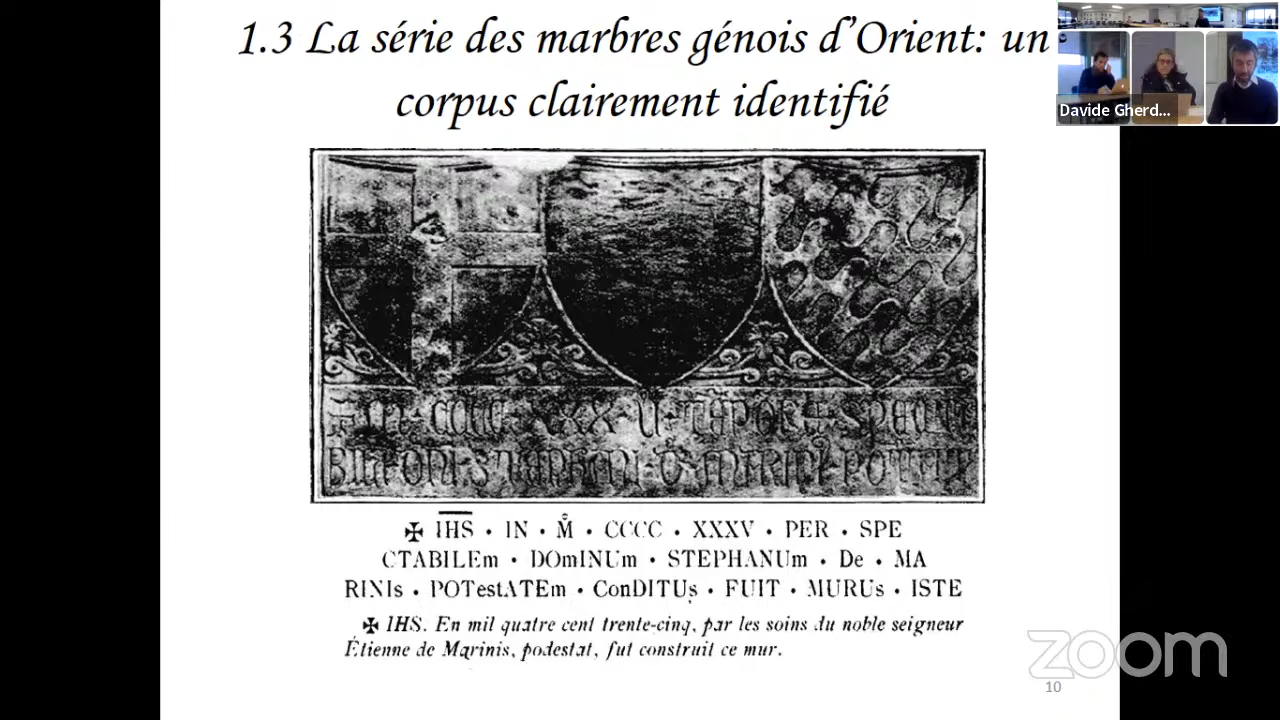 1.3 La série des marbres génois d'Orient: un
corpus clairement identifié
Davide Gherd...
✠ IHS · IN · M̊ · CCCC · XXXV · PER · SPE
CTABILEm · DOmINUm · STEPHANUm · De · MA
RINIs · POTestATEm · ConDITUs · FUIT · MURUs · ISTE
✠ IHS. En mil quatre cent trente-cinq, par les soins du noble seigneur
Étienne de Marinis, podestat, fut construit ce mur.
zoom
10